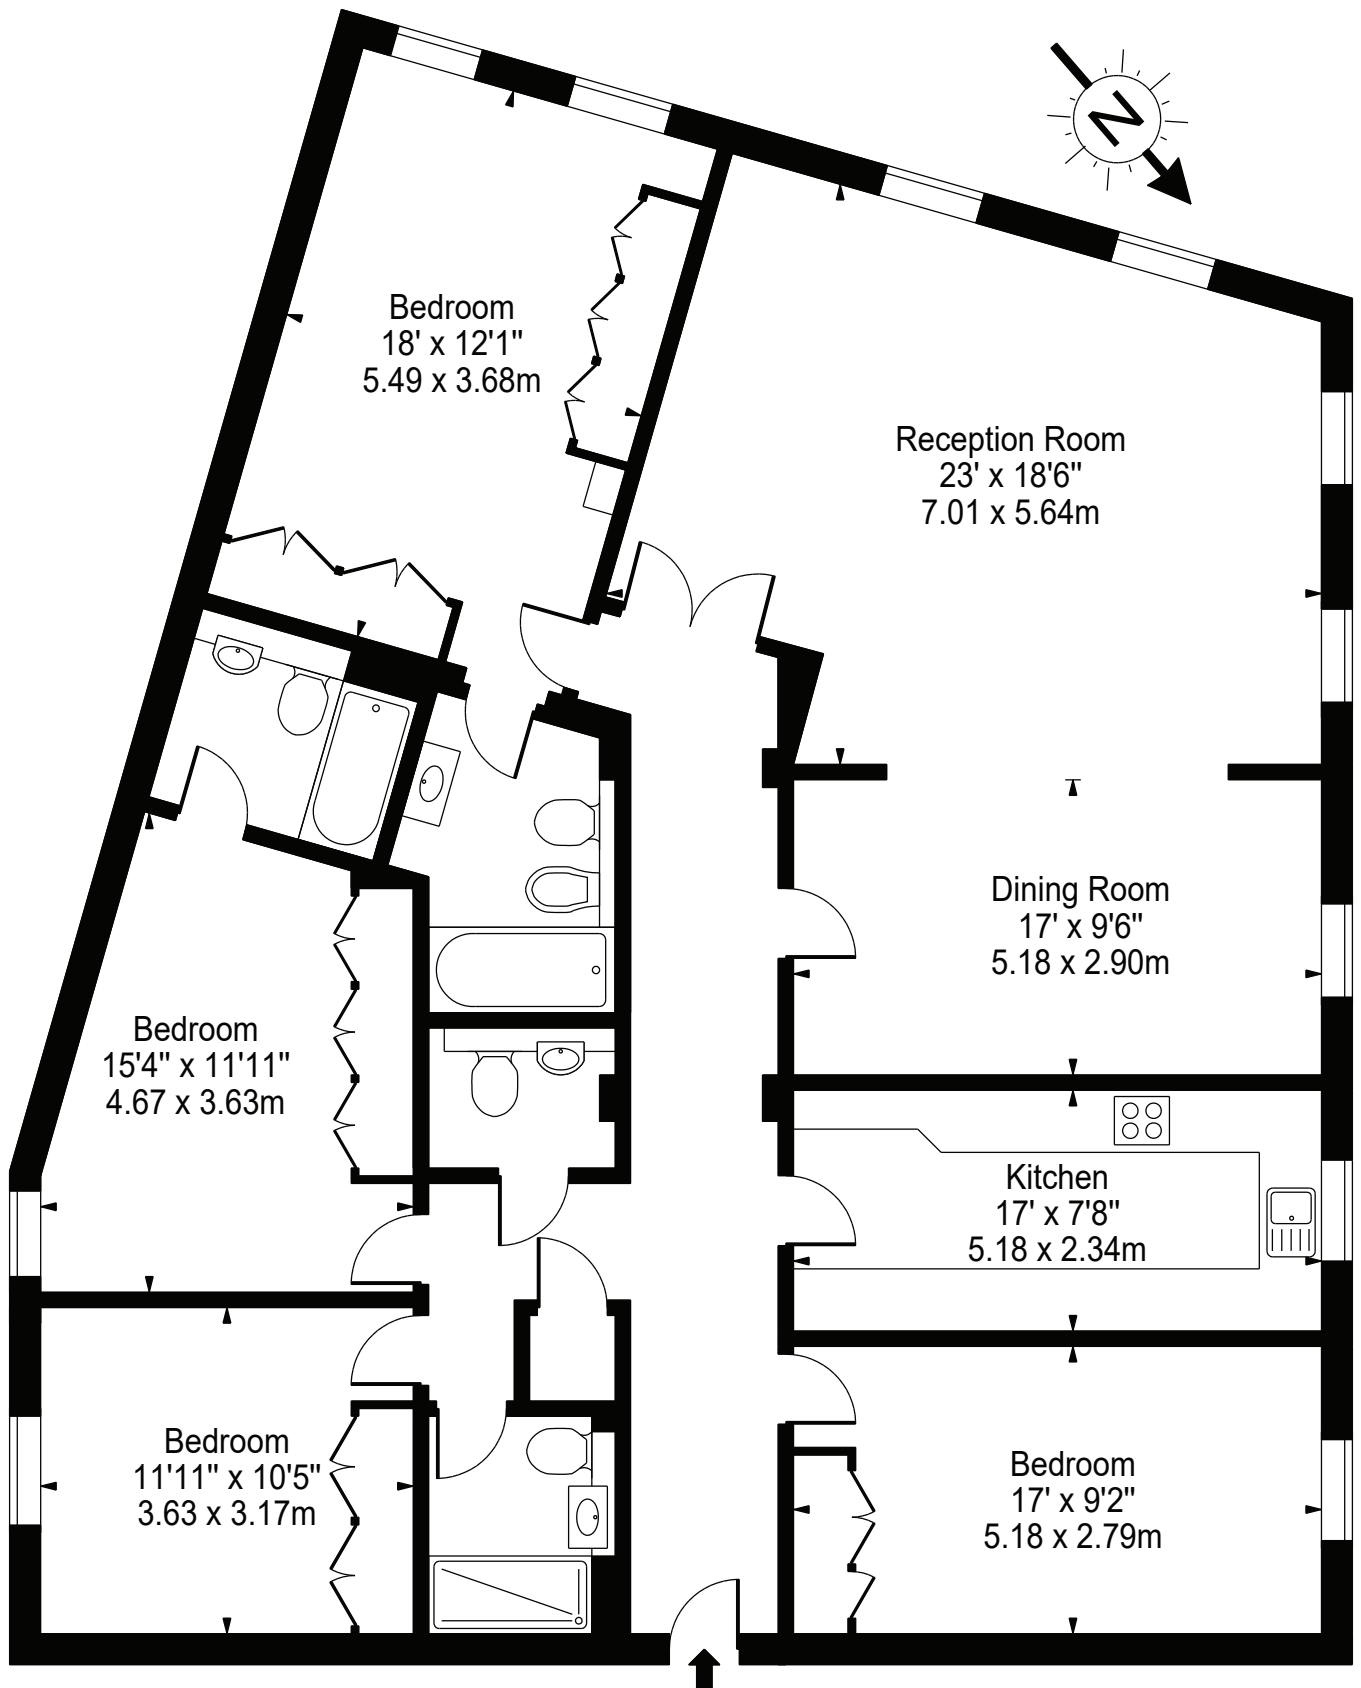 N
Bedroom
18' x 12'1"
5.49 x 3.68m
Reception Room
23' x 18'6"
7.01 x 5.64m
Dining Room
17' x 9'6"
5.18 x 2.90m
Bedroom
15'4" x 11'11"
4.67 x 3.63m
Kitchen
17' x 7'8"
5.18 x 2.34m
Bedroom
11'11" x 10'5"
3.63 x 3.17m
Bedroom
17' x 9'2"
5.18 x 2.79m